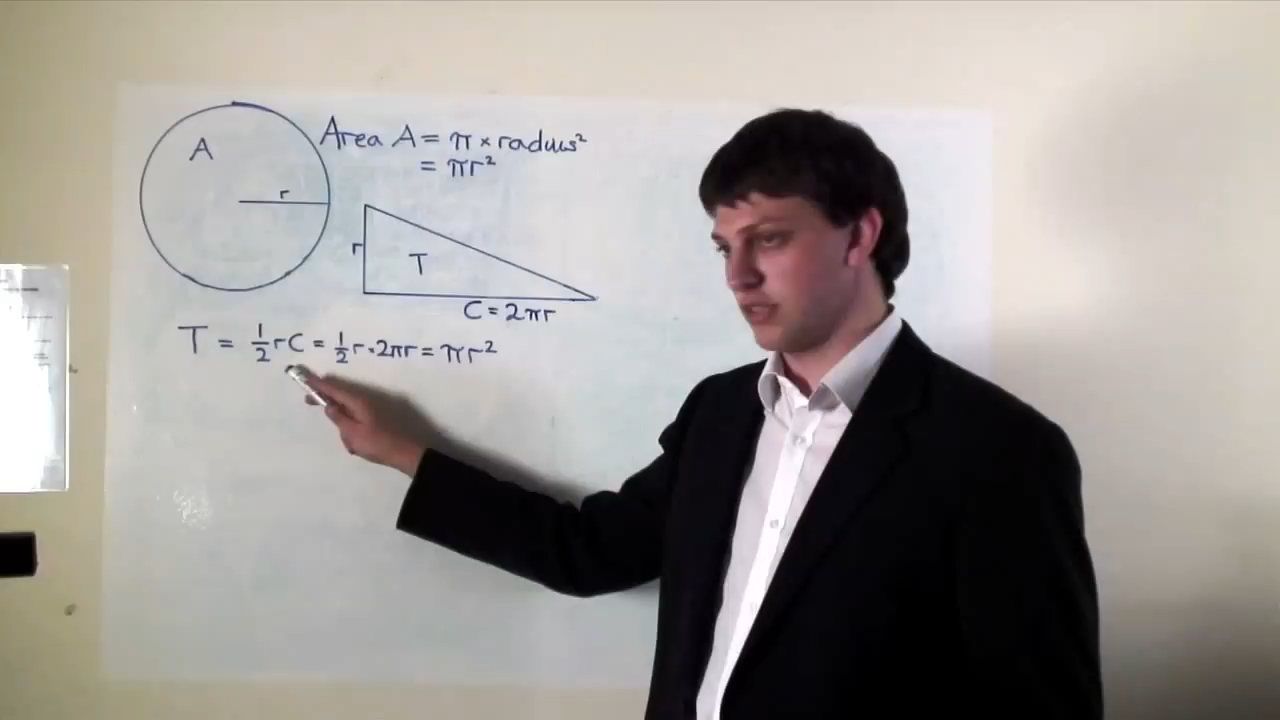 A
Area A = π × radius²
= πr²
r
r
T
C = 2πr
T = ½rC = ½r·2πr = πr²